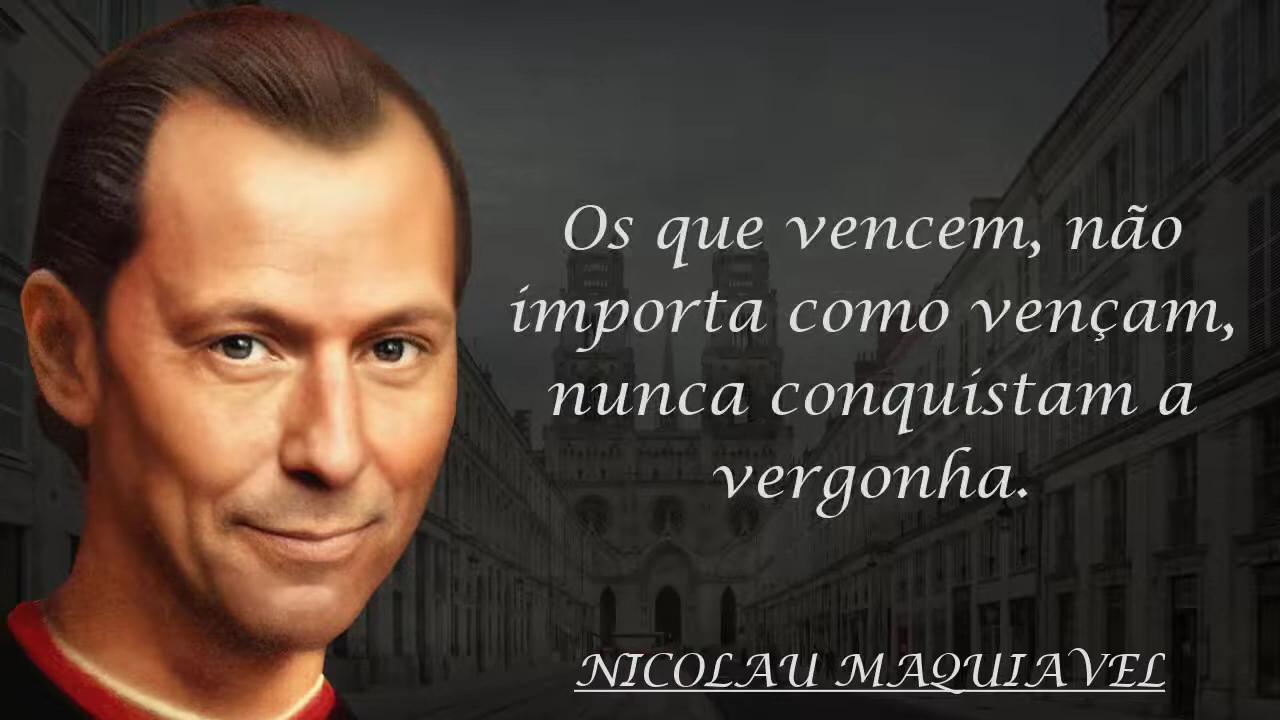 Os que vencem, não
importa como vençam,
nunca conquistam a
vergonha.
NICOLAU MAQUIAVEL